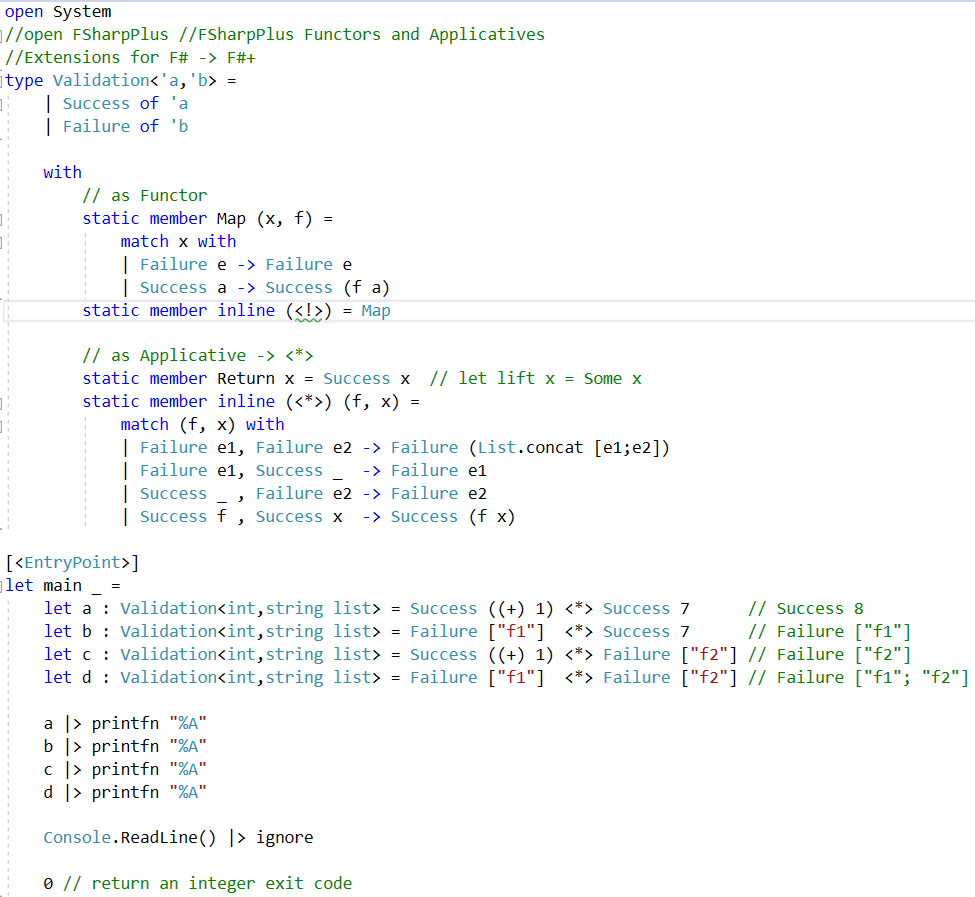 open System
//open FSharpPlus //FSharpPlus Functors and Applicatives
//Extensions for F# -> F#+
type Validation<'a,'b> =
    | Success of 'a
    | Failure of 'b

    with
        // as Functor
        static member Map (x, f) =
            match x with
            | Failure e -> Failure e
            | Success a -> Success (f a)
        static member inline (<!>) = Map

        // as Applicative -> <*>
        static member Return x = Success x  // let lift x = Some x
        static member inline (<*>) (f, x) =
            match (f, x) with
            | Failure e1, Failure e2 -> Failure (List.concat [e1;e2])
            | Failure e1, Success _  -> Failure e1
            | Success _ , Failure e2 -> Failure e2
            | Success f , Success x  -> Success (f x)

[<EntryPoint>]
let main _ =
    let a : Validation<int,string list> = Success ((+) 1) <*> Success 7      // Success 8
    let b : Validation<int,string list> = Failure ["f1"]  <*> Success 7      // Failure ["f1"]
    let c : Validation<int,string list> = Success ((+) 1) <*> Failure ["f2"] // Failure ["f2"]
    let d : Validation<int,string list> = Failure ["f1"]  <*> Failure ["f2"] // Failure ["f1"; "f2"]

    a |> printfn "%A"
    b |> printfn "%A"
    c |> printfn "%A"
    d |> printfn "%A"

    Console.ReadLine() |> ignore

    0 // return an integer exit code